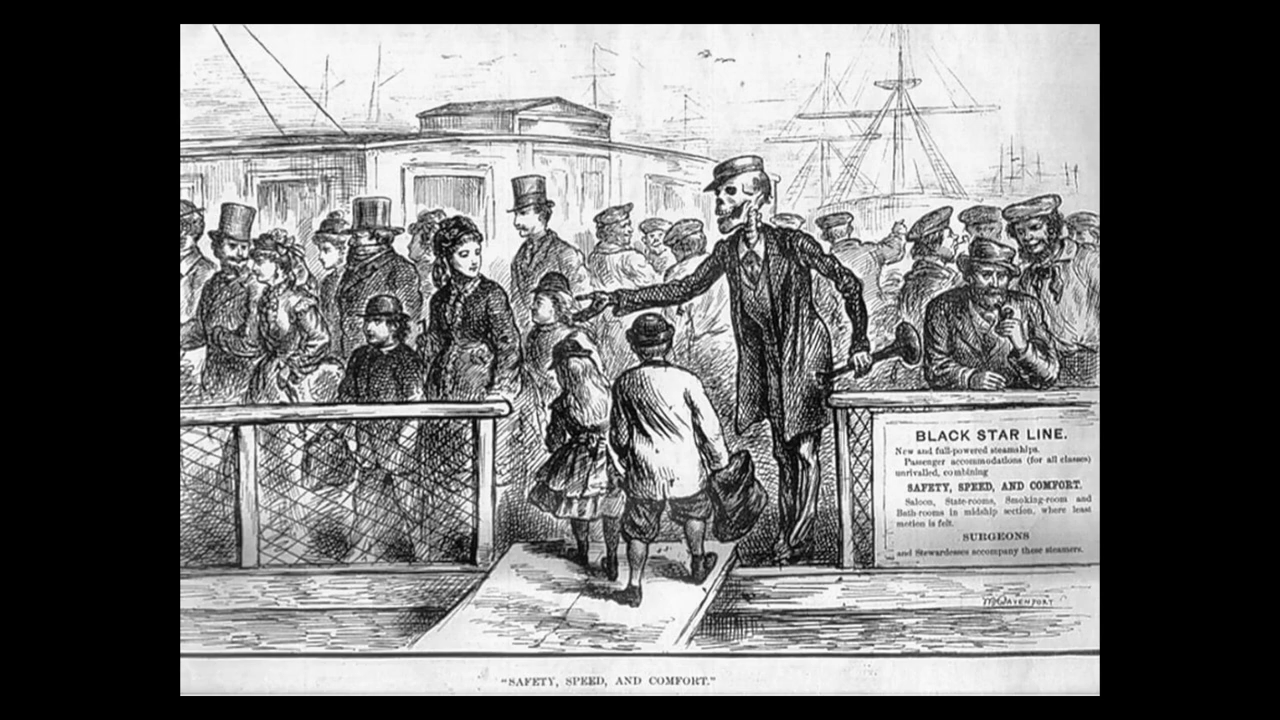 BLACK STAR LINE.
New and full-powered steamships.
Passenger accommodations (for all classes)
unrivalled, combining
SAFETY, SPEED, AND COMFORT.
Saloon, State-rooms, Smoking-room and
Bath-rooms in midship section, where least
motion is felt.
SURGEONS
and Stewardesses accompany these steamers.
DAVENPORT
"SAFETY, SPEED, AND COMFORT."